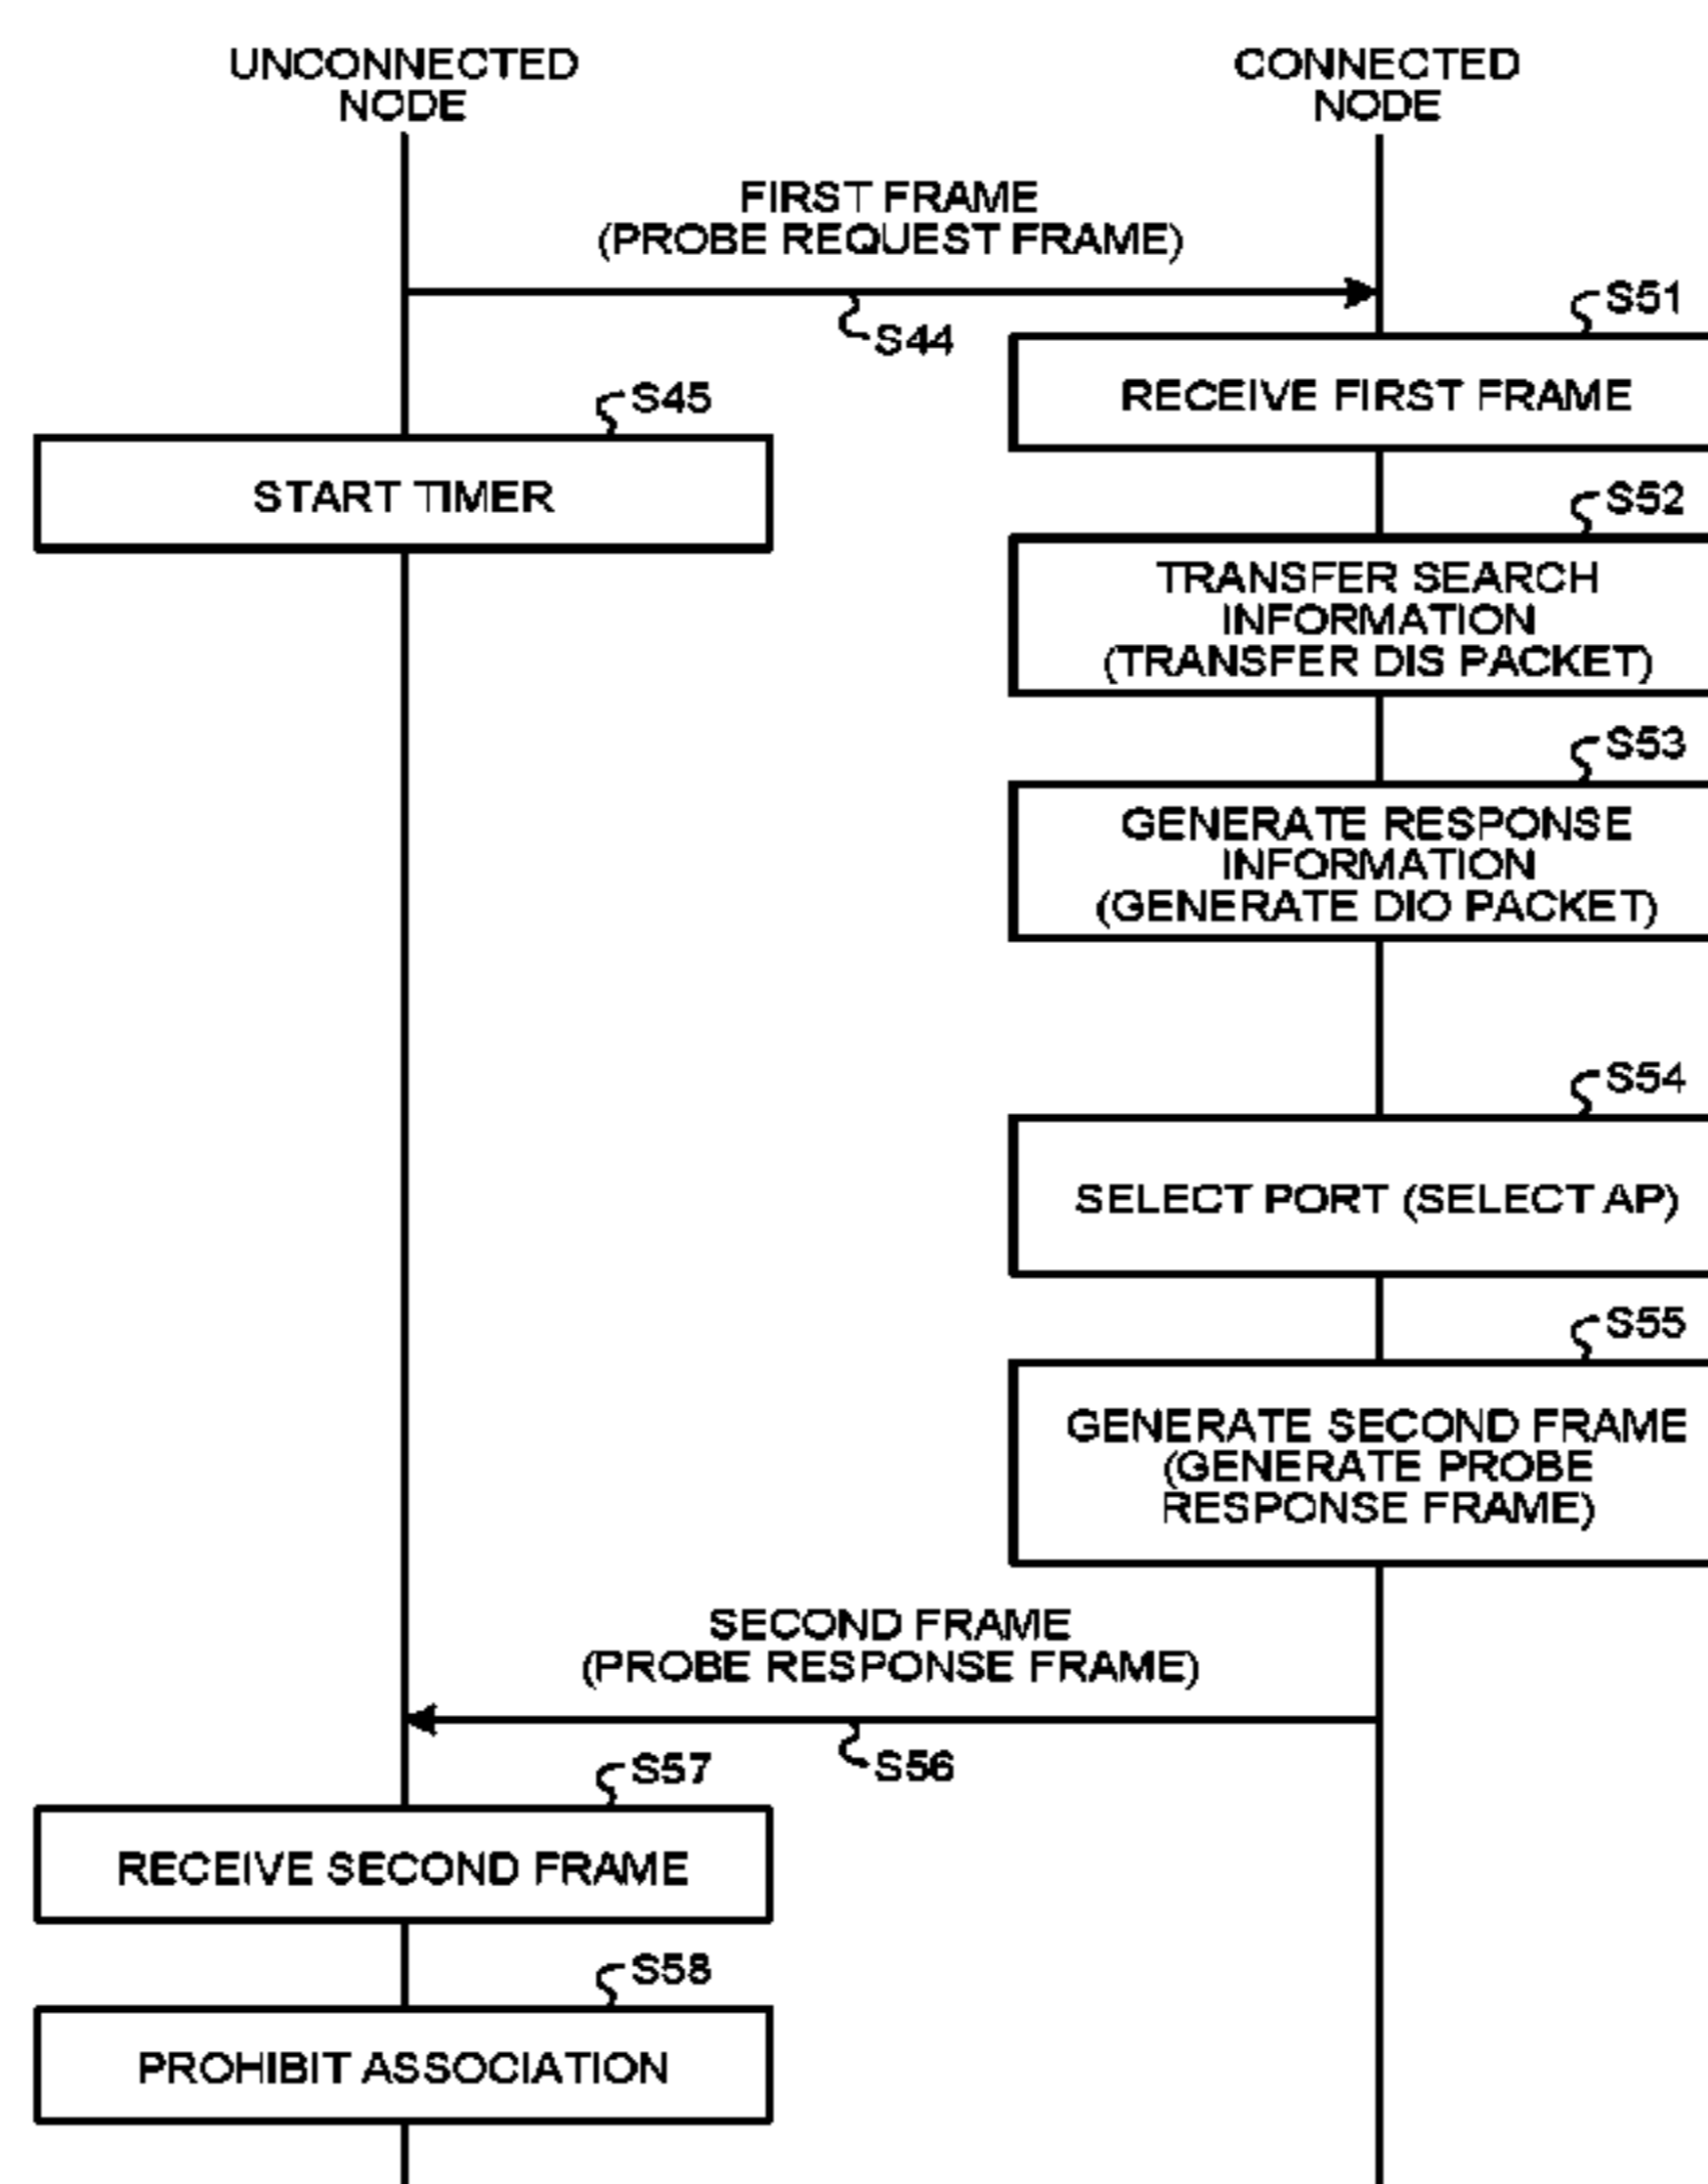 UNCONNECTED
NODE
CONNECTED
NODE
FIRST FRAME
(PROBE REQUEST FRAME)
S44
S51
RECEIVE FIRST FRAME
S45
START TIMER
S52
TRANSFER SEARCH
INFORMATION
(TRANSFER DIS PACKET)
S53
GENERATE RESPONSE
INFORMATION
(GENERATE DIO PACKET)
S54
SELECT PORT (SELECT AP)
S55
GENERATE SECOND FRAME
(GENERATE PROBE
RESPONSE FRAME)
SECOND FRAME
(PROBE RESPONSE FRAME)
S56
S57
RECEIVE SECOND FRAME
S58
PROHIBIT ASSOCIATION